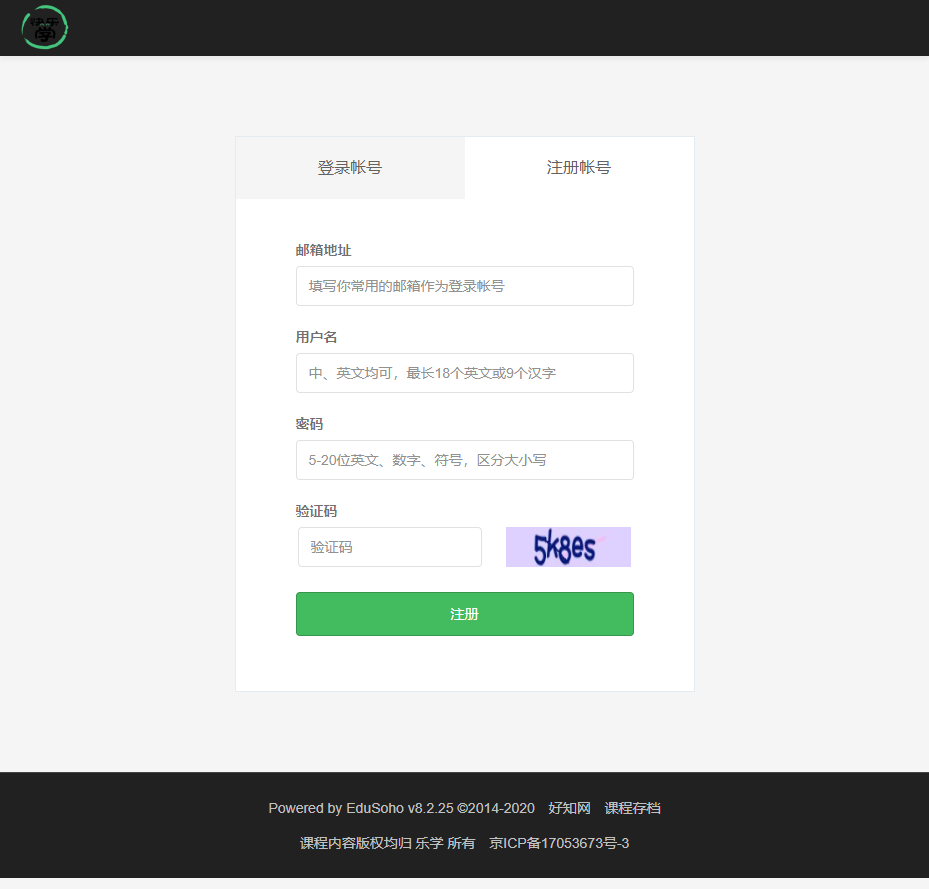 快乐
学
登录帐号 注册帐号
邮箱地址
填写你常用的邮箱作为登录帐号
用户名
中、英文均可，最长18个英文或9个汉字
密码
5-20位英文、数字、符号，区分大小写
验证码
验证码 5k8es
注册
Powered by EduSoho v8.2.25 ©2014-2020 好知网 课程存档
课程内容版权均归 乐学 所有 京ICP备17053673号-3